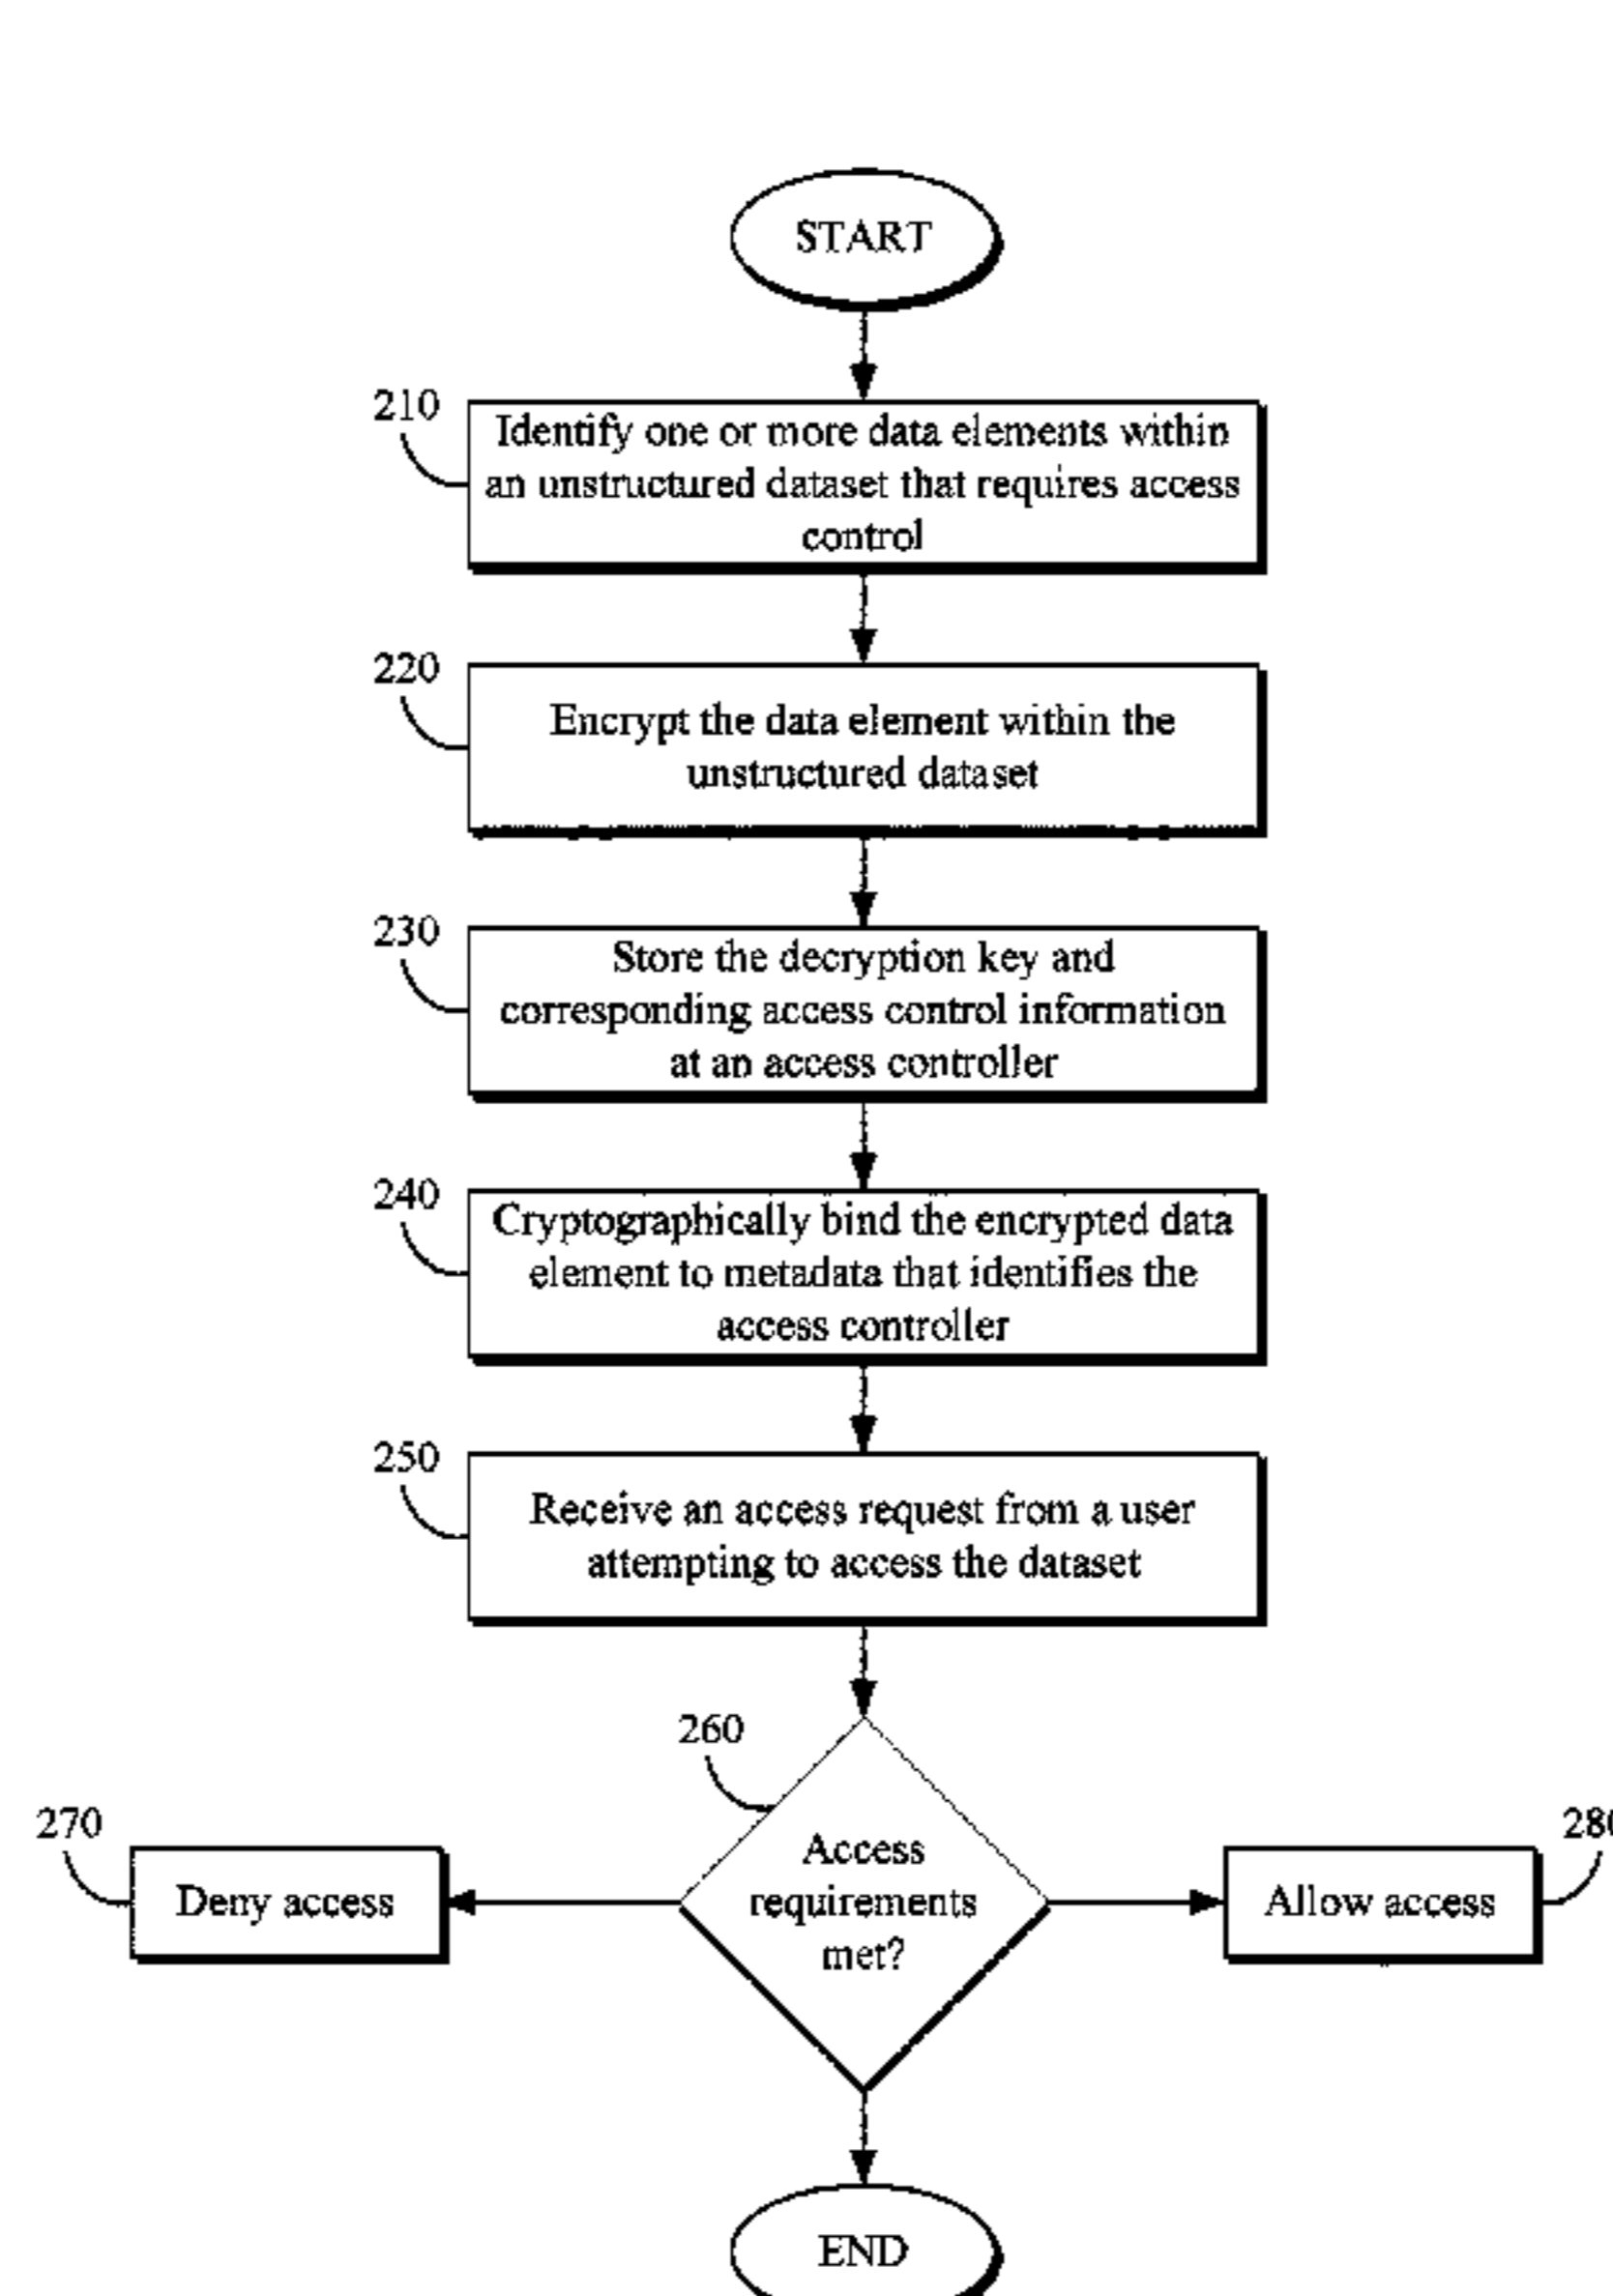 START
210
Identify one or more data elements within
an unstructured dataset that requires access
control
220
Encrypt the data element within the
unstructured dataset
230
Store the decryption key and
corresponding access control information
at an access controller
240
Cryptographically bind the encrypted data
element to metadata that identifies the
access controller
250
Receive an access request from a user
attempting to access the dataset
260
Access
requirements
met?
270
Deny access
280
Allow access
END